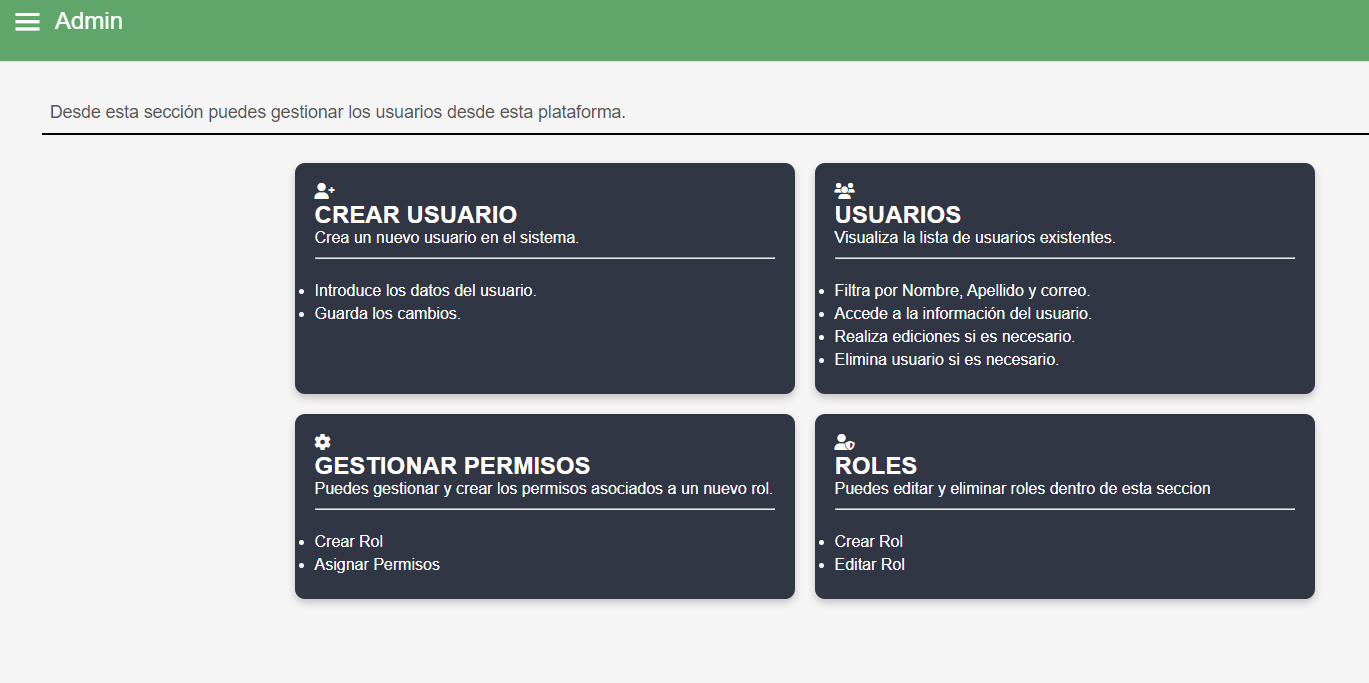 Admin
Desde esta sección puedes gestionar los usuarios desde esta plataforma.
CREAR USUARIO
Crea un nuevo usuario en el sistema.
Introduce los datos del usuario.
Guarda los cambios.
USUARIOS
Visualiza la lista de usuarios existentes.
Filtra por Nombre, Apellido y correo.
Accede a la información del usuario.
Realiza ediciones si es necesario.
Elimina usuario si es necesario.
GESTIONAR PERMISOS
Puedes gestionar y crear los permisos asociados a un nuevo rol.
Crear Rol
Asignar Permisos
ROLES
Puedes editar y eliminar roles dentro de esta seccion
Crear Rol
Editar Rol